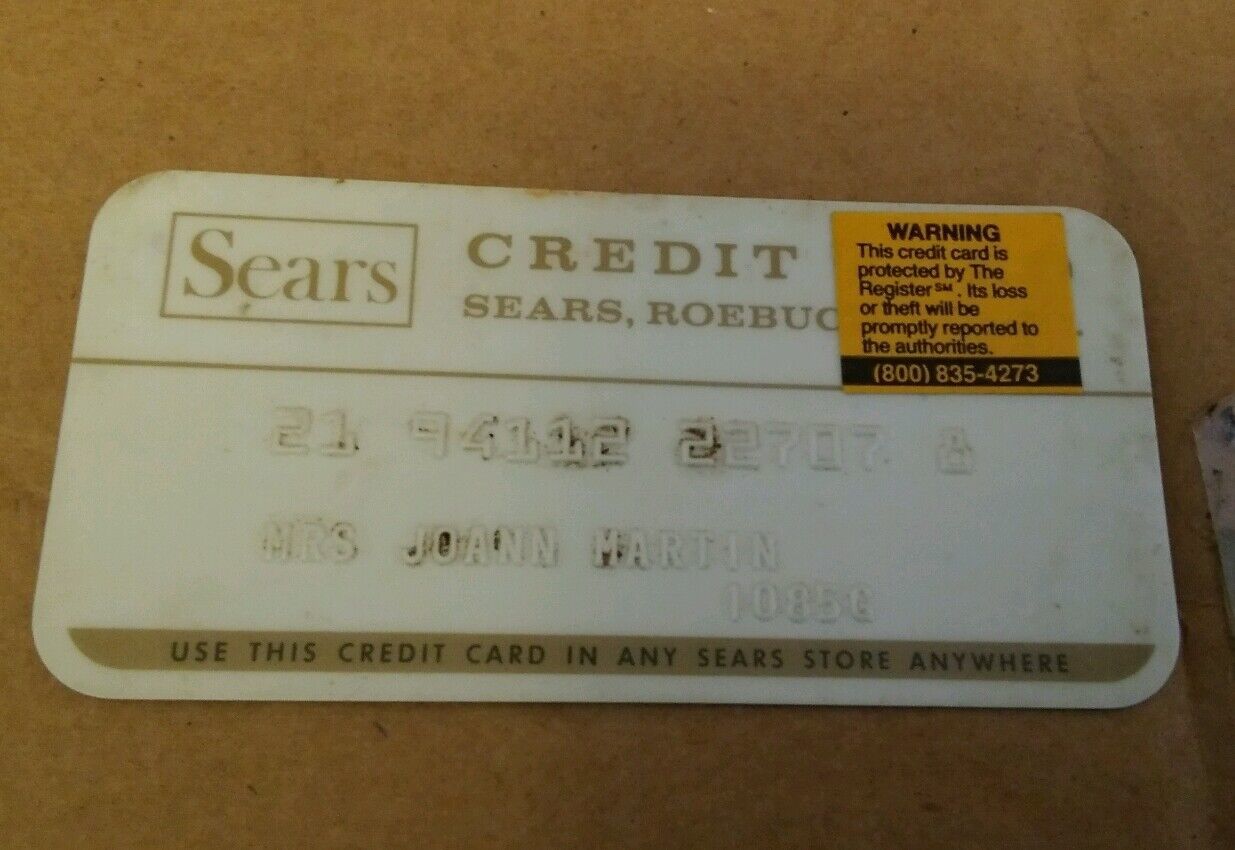 Sears
CREDIT
SEARS, ROEBUC
WARNING
This credit card is
protected by The
Register℠. Its loss
or theft will be
promptly reported to
the authorities.
(800) 835-4273
21 94112 22707 8
MRS JOANN MARTIN
1085G
USE THIS CREDIT CARD IN ANY SEARS STORE ANYWHERE